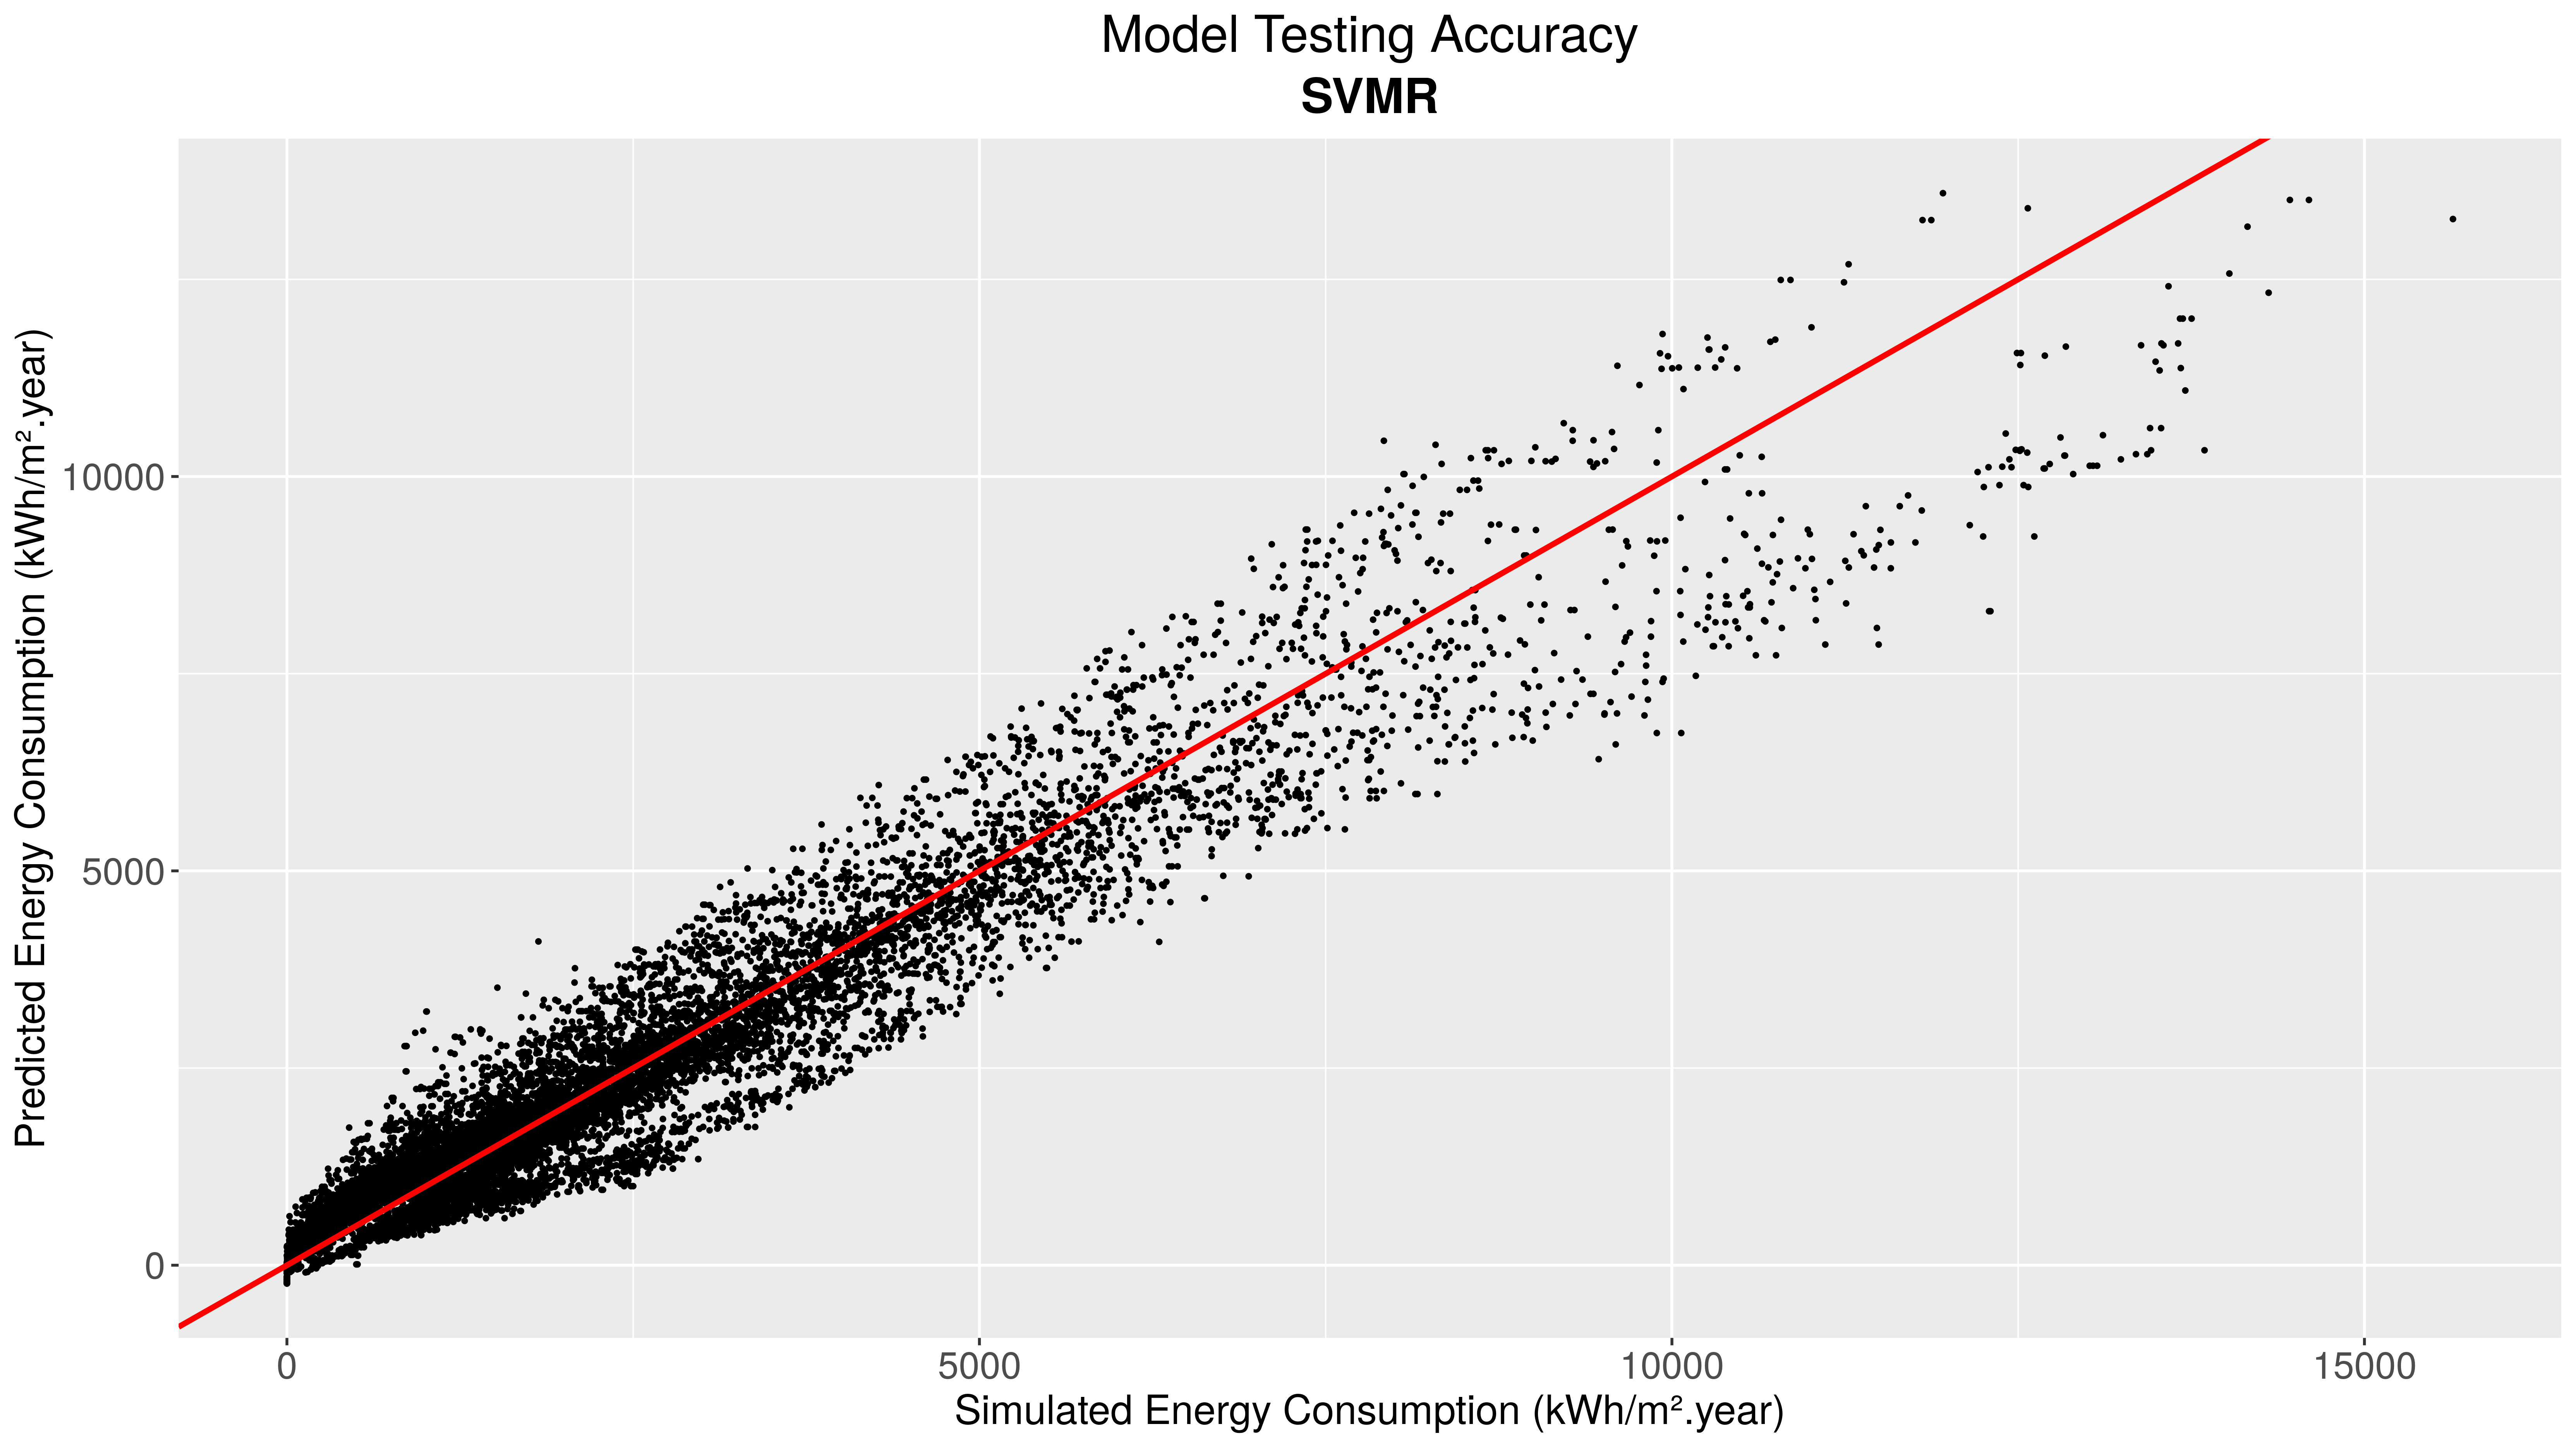 Model Testing Accuracy
SVMR
Predicted Energy Consumption (kWh/m².year)
10000
5000
0
0 5000 10000 15000
Simulated Energy Consumption (kWh/m².year)